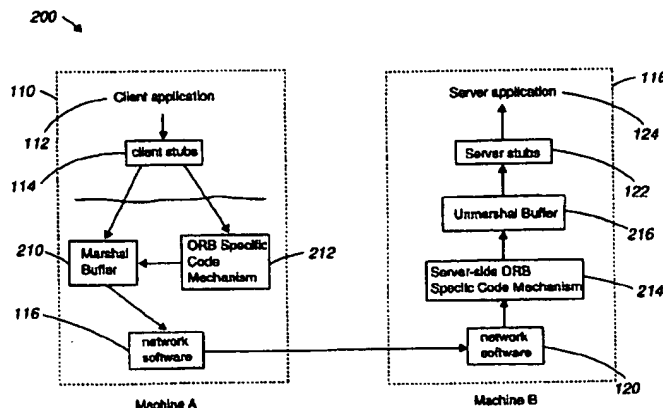 200
110
112
Client application
114
client stubs
210
Marshal
Buffer
ORB Specific
Code
Mechanism
212
116
network
software
Machine A
116
Server application
124
Server stubs
122
Unmarshal Buffer
216
Server-side ORB
Specific Code Mechanism
214
network
software
120
Machine B